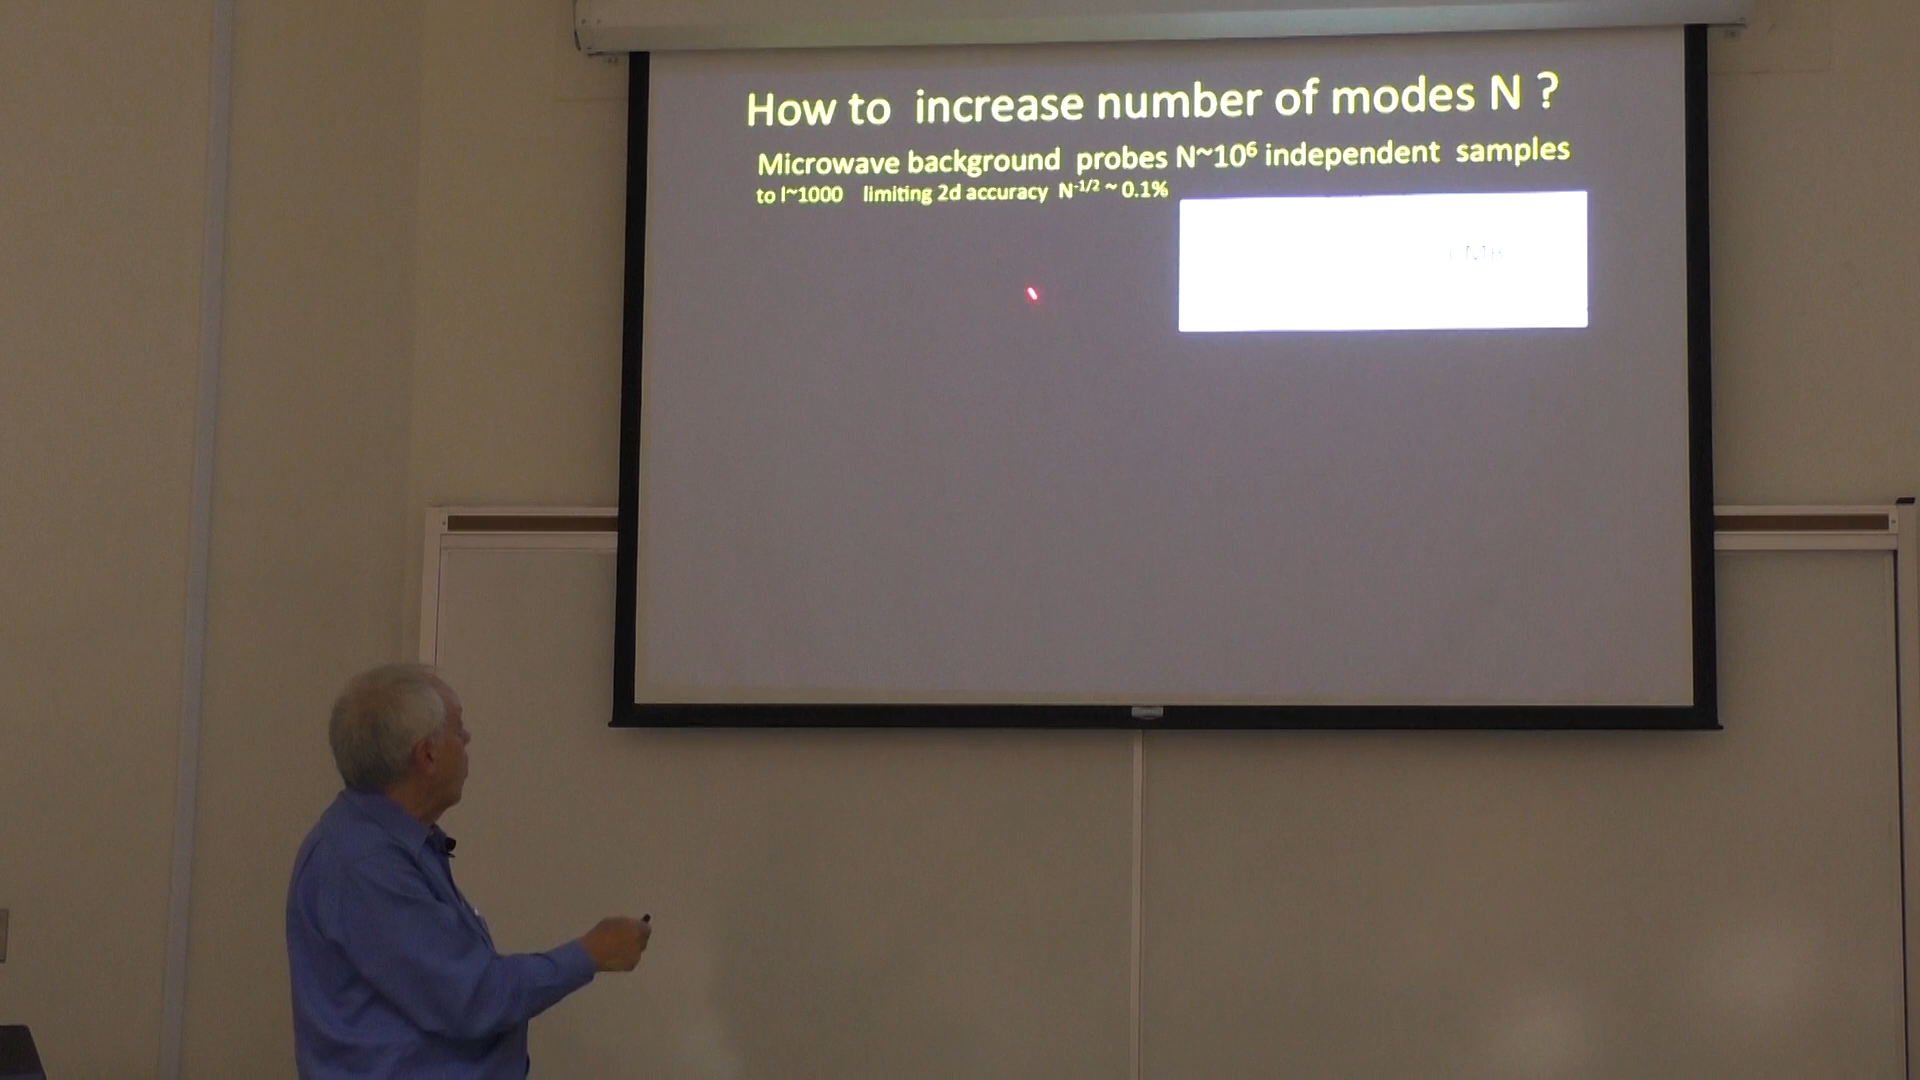 How to increase number of modes N ?
Microwave background probes N~10⁶ independent samples
to l~1000 limiting 2d accuracy N⁻¹/² ~ 0.1%
CMB